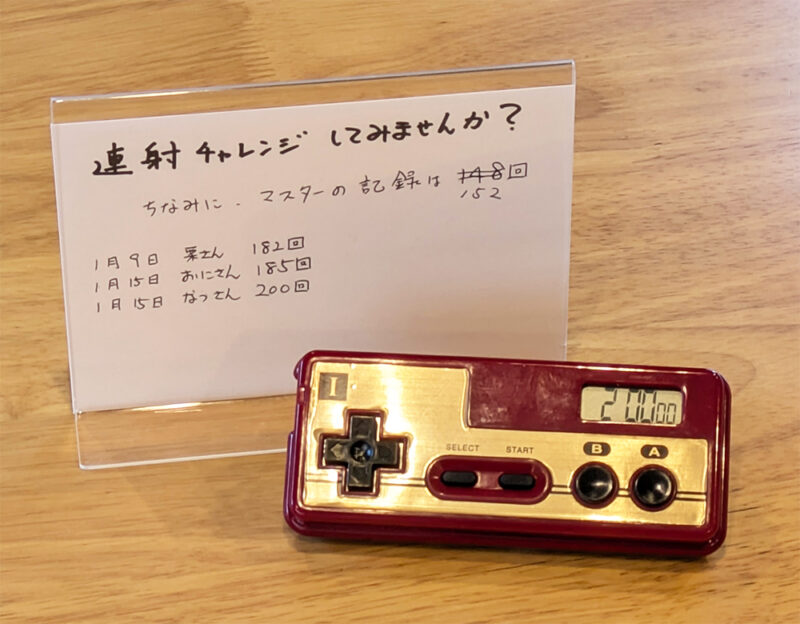 連射チャレンジしてみませんか?
ちなみに、マスターの記録は 148回
152
1月9日 栗さん 182回
1月15日 おにさん 185回
1月15日 なっさん 200回
I
20000
SELECT START B A